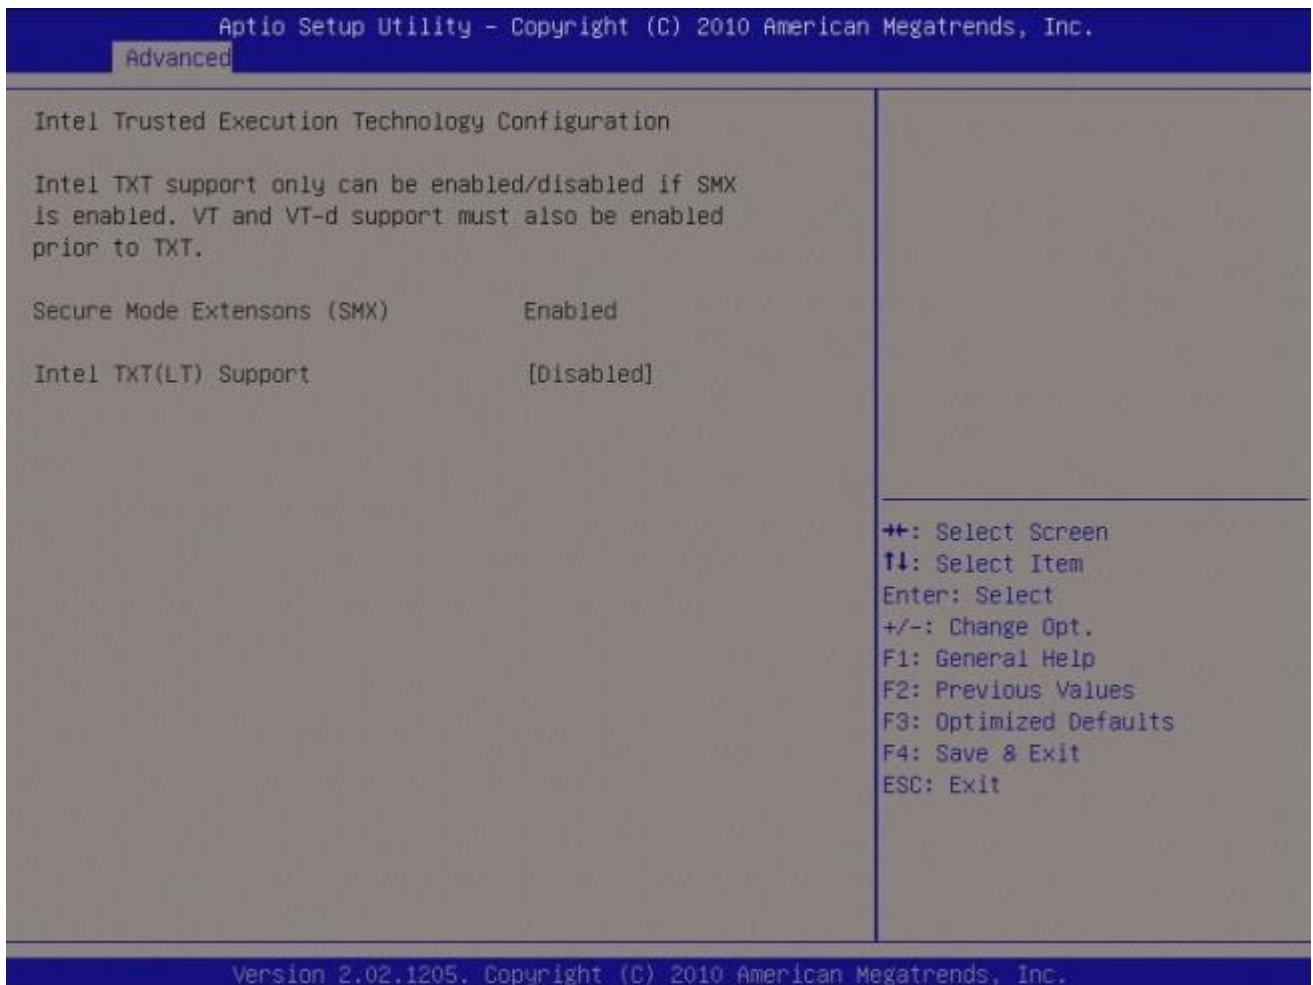 Aptio Setup Utility – Copyright (C) 2010 American Megatrends, Inc.
Advanced
Intel Trusted Execution Technology Configuration
Intel TXT support only can be enabled/disabled if SMX
is enabled. VT and VT-d support must also be enabled
prior to TXT.
Secure Mode Extensons (SMX) Enabled
Intel TXT(LT) Support [Disabled]
→←: Select Screen
↑↓: Select Item
Enter: Select
+/-: Change Opt.
F1: General Help
F2: Previous Values
F3: Optimized Defaults
F4: Save & Exit
ESC: Exit
Version 2.02.1205. Copyright (C) 2010 American Megatrends, Inc.